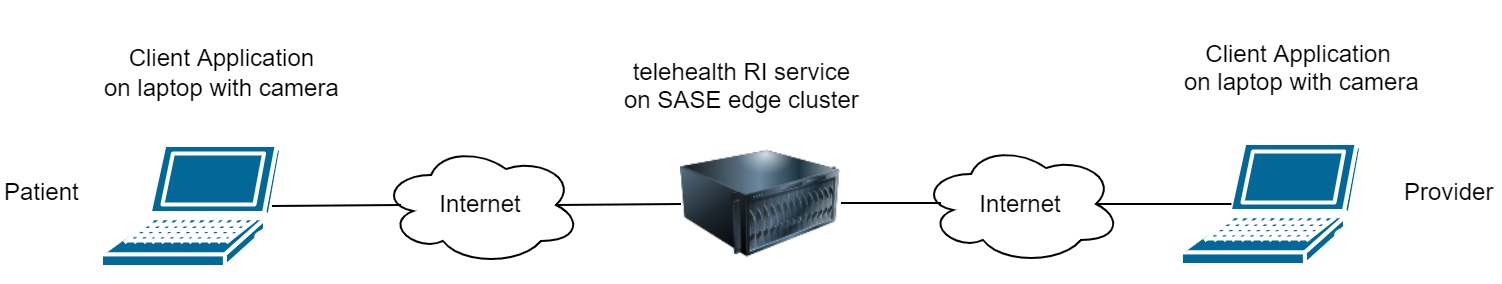 Client Application
on laptop with camera
telehealth RI service
on SASE edge cluster
Client Application
on laptop with camera
Patient
Internet
Internet
Provider